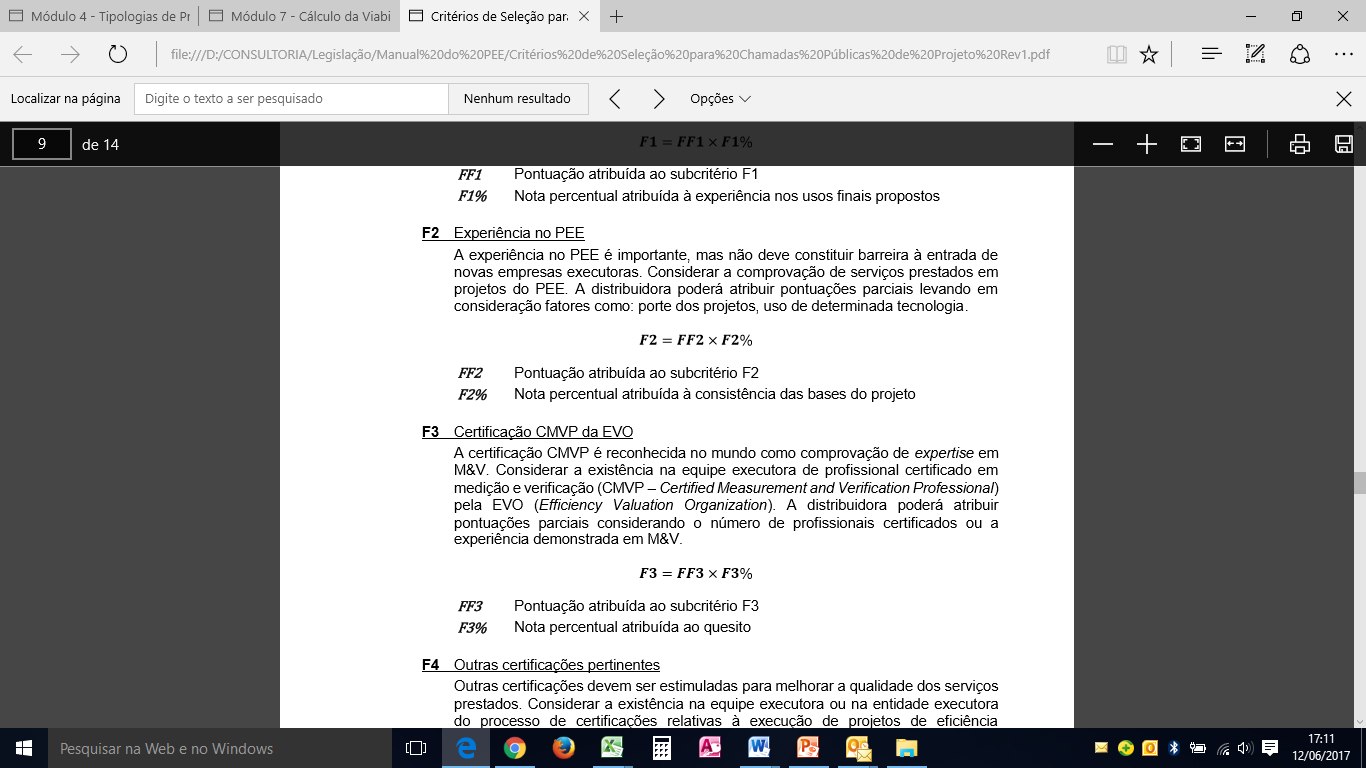 Módulo 4 - Tipologias de Pr
Módulo 7 - Cálculo da Viabi
Critérios de Seleção para
file:///D:/CONSULTORIA/Legislação/Manual%20do%20PEE/Critérios%20de%20Seleção%20para%20Chamadas%20Públicas%20de%20Projeto%20Rev1.pdf
Localizar na página
Digite o texto a ser pesquisado
Nenhum resultado
Opções
9 de 14
F1 = FF1 × F1%
FF1 Pontuação atribuída ao subcritério F1
F1% Nota percentual atribuída à experiência nos usos finais propostos
F2 Experiência no PEE
A experiência no PEE é importante, mas não deve constituir barreira à entrada de
novas empresas executoras. Considerar a comprovação de serviços prestados em
projetos do PEE. A distribuidora poderá atribuir pontuações parciais levando em
consideração fatores como: porte dos projetos, uso de determinada tecnologia.
F2 = FF2 × F2%
FF2 Pontuação atribuída ao subcritério F2
F2% Nota percentual atribuída à consistência das bases do projeto
F3 Certificação CMVP da EVO
A certificação CMVP é reconhecida no mundo como comprovação de expertise em
M&V. Considerar a existência na equipe executora de profissional certificado em
medição e verificação (CMVP – Certified Measurement and Verification Professional)
pela EVO (Efficiency Valuation Organization). A distribuidora poderá atribuir
pontuações parciais considerando o número de profissionais certificados ou a
experiência demonstrada em M&V.
F3 = FF3 × F3%
FF3 Pontuação atribuída ao subcritério F3
F3% Nota percentual atribuída ao quesito
F4 Outras certificações pertinentes
Outras certificações devem ser estimuladas para melhorar a qualidade dos serviços
prestados. Considerar a existência na equipe executora ou na entidade executora
do processo de certificações relativas à execução de projetos de eficiência
Pesquisar na Web e no Windows
17:11
12/06/2017